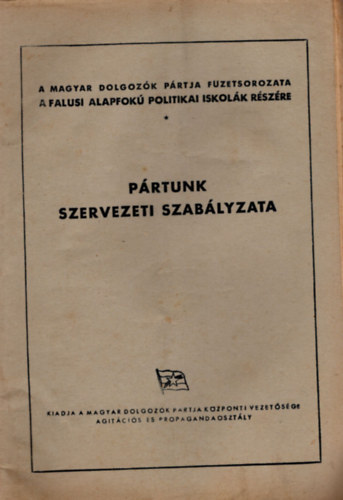 A MAGYAR DOLGOZÓK PÁRTJA FÜZETSOROZATA
A FALUSI ALAPFOKÚ POLITIKAI ISKOLÁK RÉSZÉRE
*
PÁRTUNK
SZERVEZETI SZABÁLYZATA
KIADJA A MAGYAR DOLGOZÓK PÁRTJA KÖZPONTI VEZETŐSÉGE
AGITÁCIÓS ÉS PROPAGANDAOSZTÁLY